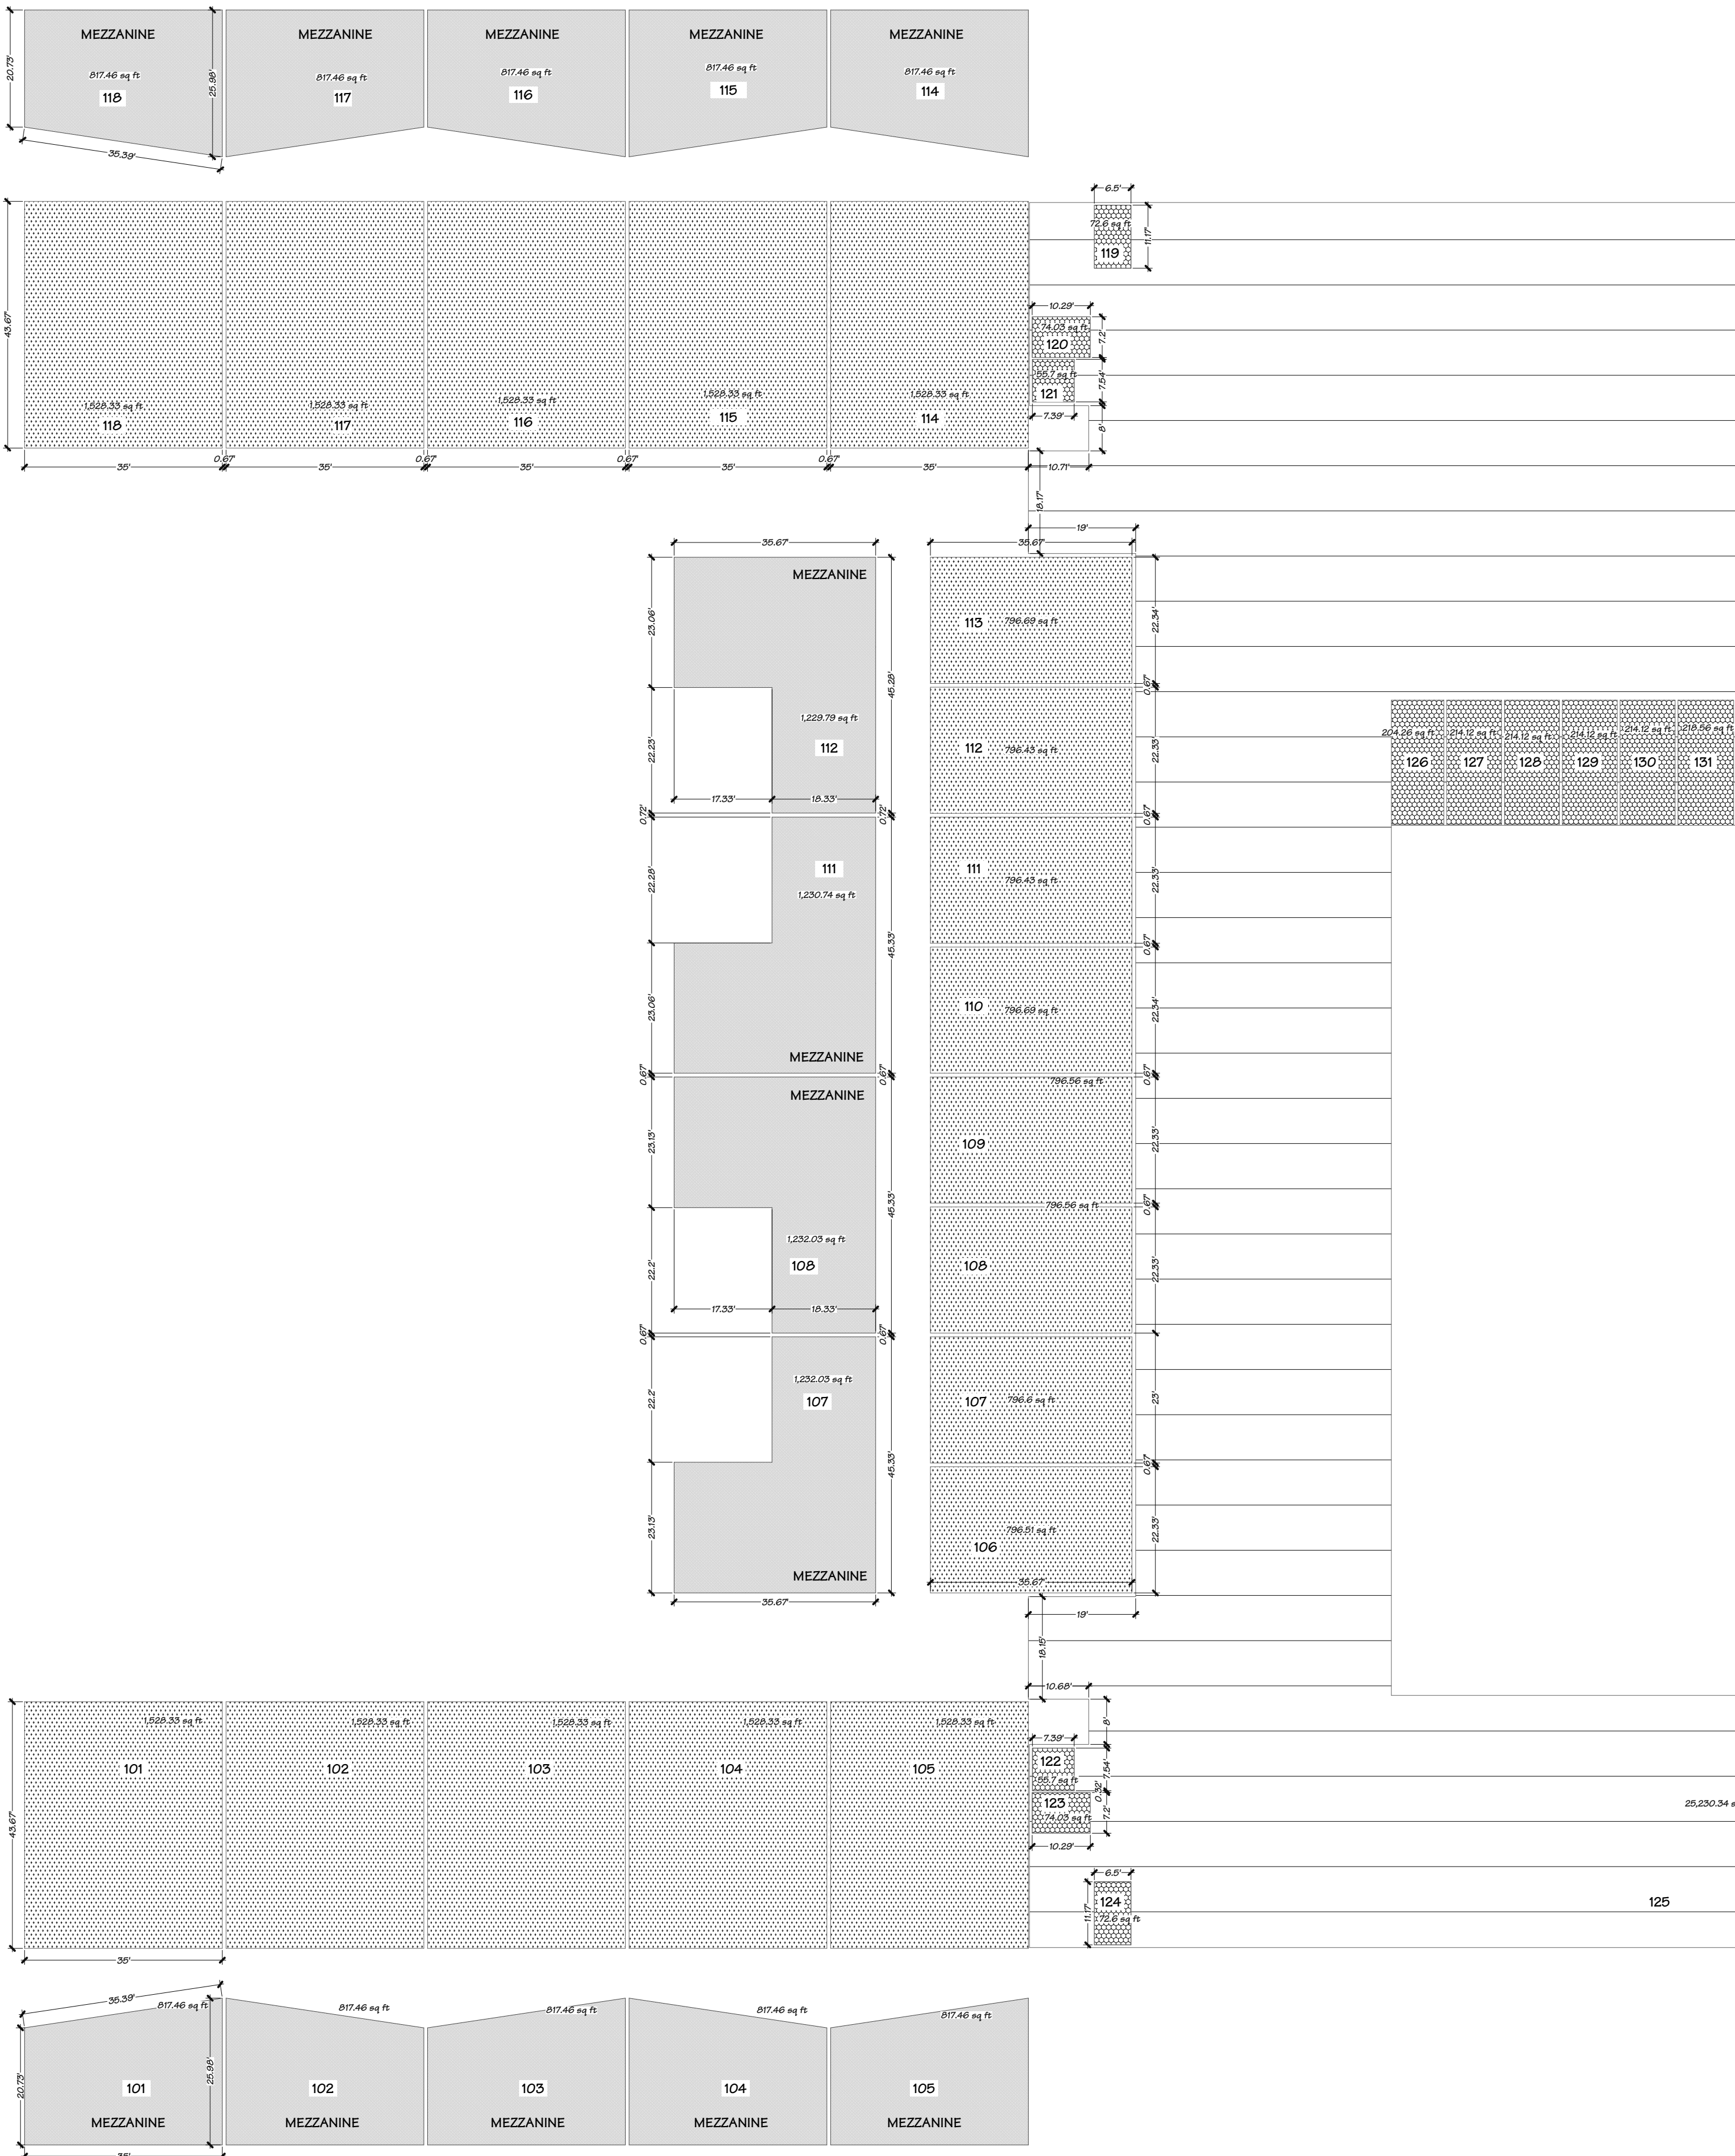 MEZZANINE MEZZANINE MEZZANINE MEZZANINE MEZZANINE
20.73' 25.98'
817.46 sq ft 817.46 sq ft 817.46 sq ft 817.46 sq ft 817.46 sq ft
118 117 116 115 114
35.39'
6.5'
72.6 sq ft
11.17'
119
43.67'
10.29'
74.03 sq ft
120
7.2'
55.7 sq ft
121
7.54'
7.39'
8'
1,528.33 sq ft 1,528.33 sq ft 1,528.33 sq ft 1,528.33 sq ft 1,528.33 sq ft
118 117 116 115 114
0.67' 0.67' 0.67' 0.67'
35' 35' 35' 35' 35' 10.71'
18.17'
19'
35.67' 35.67'
MEZZANINE
23.06'
113 796.69 sq ft
22.34'
45.28'
0.67'
1,229.79 sq ft
112
22.23'
112 796.43 sq ft
22.33'
204.26 sq ft 214.12 sq ft 214.12 sq ft 214.12 sq ft 214.12 sq ft 218.56 sq ft
126 127 128 129 130 131
17.33' 18.33'
0.72' 0.72' 0.67'
111
1,230.74 sq ft
22.28'
111
796.43 sq ft
22.33'
45.33'
0.67'
23.06'
110 796.69 sq ft
22.34'
MEZZANINE
0.67' 0.67' 0.67'
796.56 sq ft
MEZZANINE
23.13'
109
22.33'
45.33'
0.67'
796.56 sq ft
1,232.03 sq ft
108
22.2'
108
22.33'
17.33' 18.33'
0.67' 0.67'
1,232.03 sq ft
107
22.2'
107 796.6 sq ft
23'
45.33'
0.67'
23.13'
796.51 sq ft
106
22.33'
MEZZANINE
35.67'
35.67'
19'
18.15'
10.68'
1,528.33 sq ft 1,528.33 sq ft 1,528.33 sq ft 1,528.33 sq ft 1,528.33 sq ft
8'
7.39'
101 102 103 104 105
122
55.7 sq ft
7.54'
0.32'
123
74.03 sq ft
7.2'
25,230.34 s
43.67'
10.29'
6.5'
124
11.17'
72.6 sq ft
125
35'
35.39'
817.46 sq ft 817.46 sq ft 817.46 sq ft 817.46 sq ft 817.46 sq ft
20.73' 25.98'
101 102 103 104 105
MEZZANINE MEZZANINE MEZZANINE MEZZANINE MEZZANINE